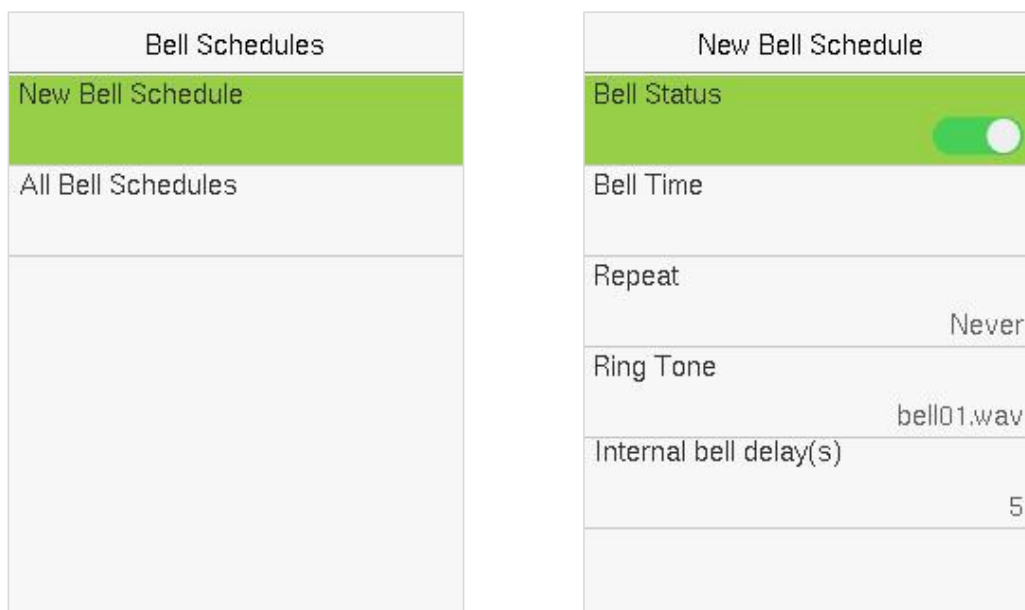 Bell Schedules
New Bell Schedule
All Bell Schedules
New Bell Schedule
Bell Status
Bell Time
Repeat
Never
Ring Tone
bell01.wav
Internal bell delay(s)
5